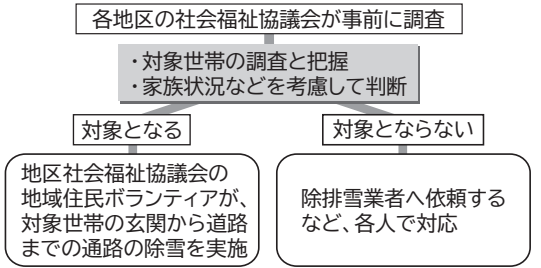 各地区の社会福祉協議会が事前に調査
・対象世帯の調査と把握
・家族状況などを考慮して判断
対象となる
対象とならない
地区社会福祉協議会の
地域住民ボランティアが、
対象世帯の玄関から道路
までの通路の除雪を実施
除排雪業者へ依頼する
など、各人で対応